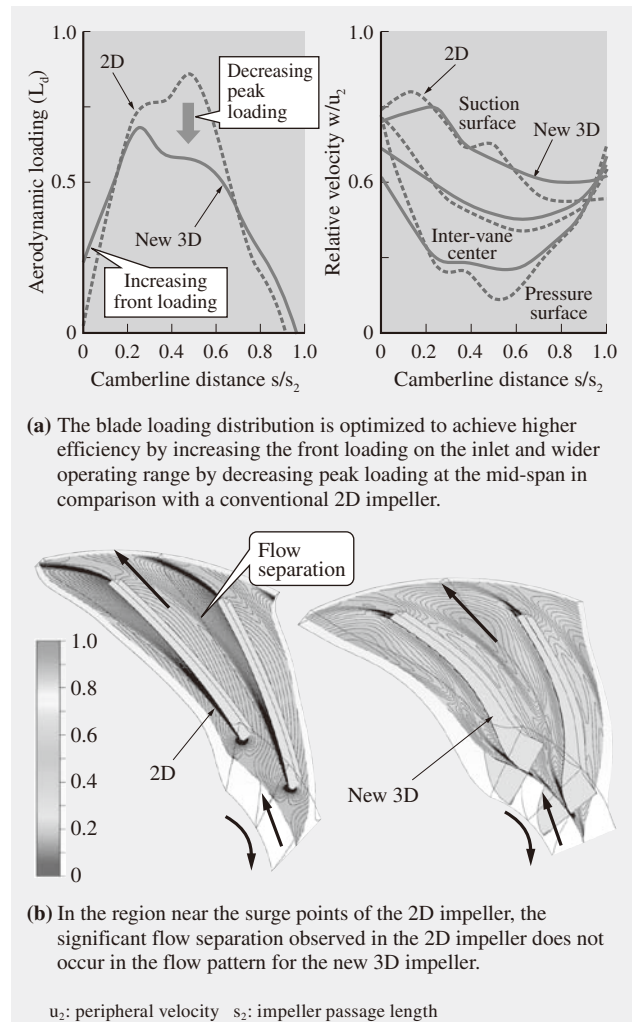 1.0
2D
Decreasing
peak
loading
0.5
New 3D
Increasing
front loading
0
0 0.2 0.4 0.6 0.8 1.0
Aerodynamic loading (Ld)
Camberline distance s/s2
1.0
2D
Suction
surface
New 3D
0.6
Inter-vane
center
Pressure
surface
0
0 0.2 0.4 0.6 0.8 1.0
Relative velocity w/u2
Camberline distance s/s2
(a) The blade loading distribution is optimized to achieve higher
efficiency by increasing the front loading on the inlet and wider
operating range by decreasing peak loading at the mid-span in
comparison with a conventional 2D impeller.
Flow
separation
1.0
0.8
0.6
0.4
0.2
0
2D
New 3D
(b) In the region near the surge points of the 2D impeller, the
significant flow separation observed in the 2D impeller does not
occur in the flow pattern for the new 3D impeller.
u2: peripheral velocity s2: impeller passage length